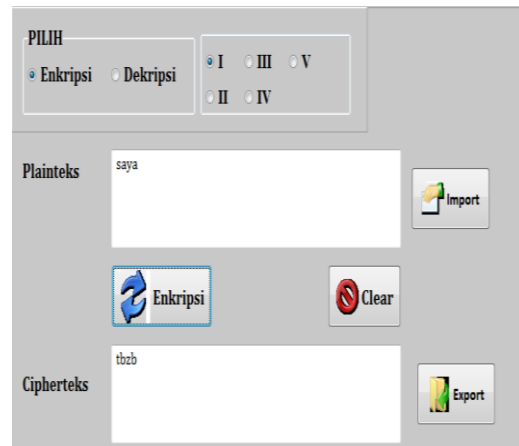 PILIH
Enkripsi Dekripsi
I III V
II IV
Plainteks
saya
Import
Enkripsi
Clear
Cipherteks
tbzb
Export